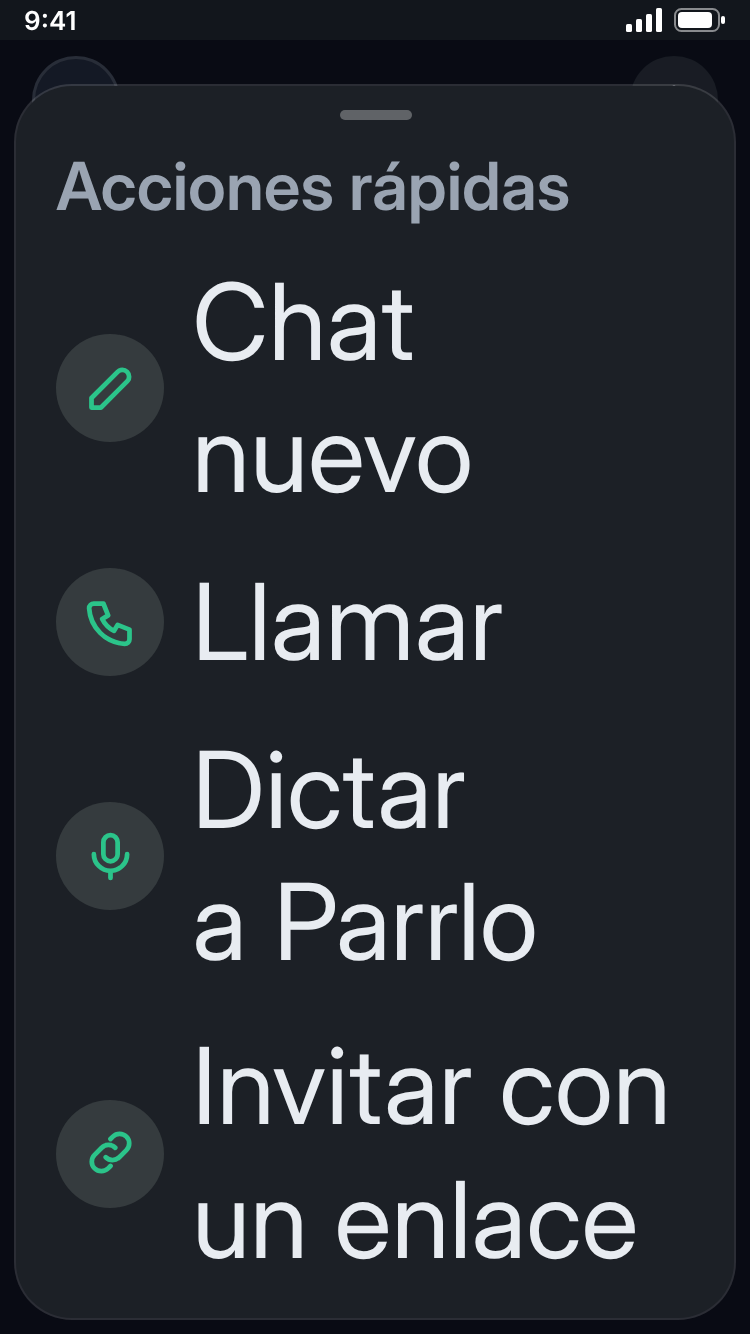 9:41
Acciones rápidas
Chat
nuevo
Llamar
Dictar
a Parrlo
Invitar con
un enlace